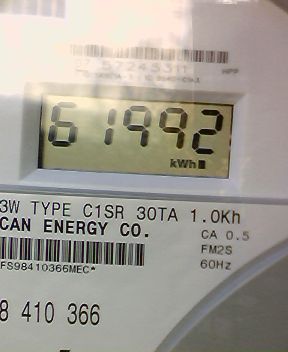 61992
kWh
3W TYPE C1SR 30TA 1.0Kh
CAN ENERGY CO.
CA 0.5
FM2S
60Hz
FS98410366MEC*
8 410 366